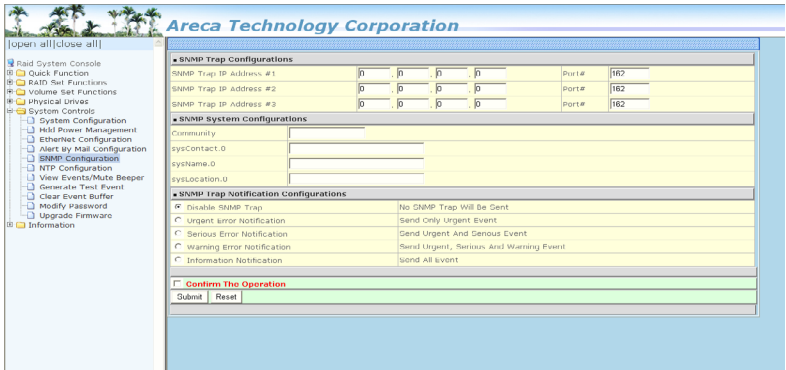 Areca Technology Corporation
|open all|close all|
Raid System Console
Quick Function
RAID Set Functions
Volume Set Functions
Physical Drives
System Controls
System Configuration
Hdd Power Management
EtherNet Configuration
Alert By Mail Configuration
SNMP Configuration
NTP Configuration
View Events/Mute Beeper
Generate Test Event
Clear Event Buffer
Modify Password
Upgrade Firmware
Information
SNMP Trap Configurations
SNMP Trap IP Address #1 0 . 0 . 0 . 0 Port# 162
SNMP Trap IP Address #2 0 . 0 . 0 . 0 Port# 162
SNMP Trap IP Address #3 0 . 0 . 0 . 0 Port# 162
SNMP System Configurations
Community
sysContact.0
sysName.0
sysLocation.0
SNMP Trap Notification Configurations
Disable SNMP Trap No SNMP Trap Will Be Sent
Urgent Error Notification Send Only Urgent Event
Serious Error Notification Send Urgent And Serious Event
Warning Error Notification Send Urgent, Serious And Warning Event
Information Notification Send All Event
Confirm The Operation
Submit Reset